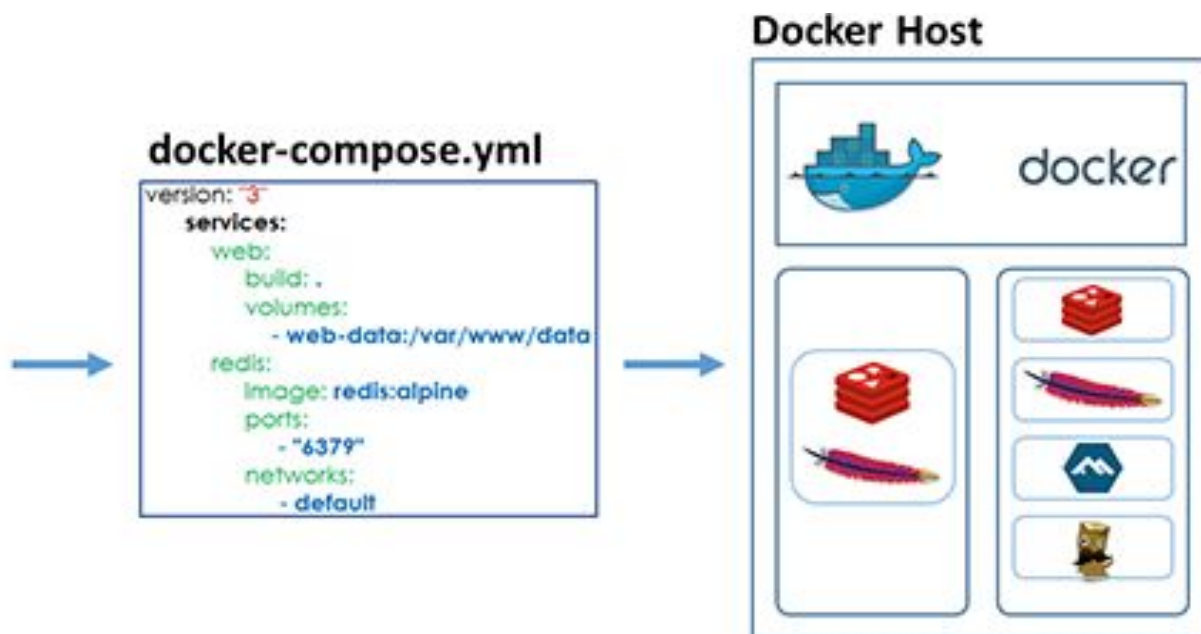 Docker Host
docker
docker-compose.yml
version: "3"
services:
web:
build: .
volumes:
- web-data:/var/www/data
redis:
image: redis:alpine
ports:
- "6379"
networks:
- default